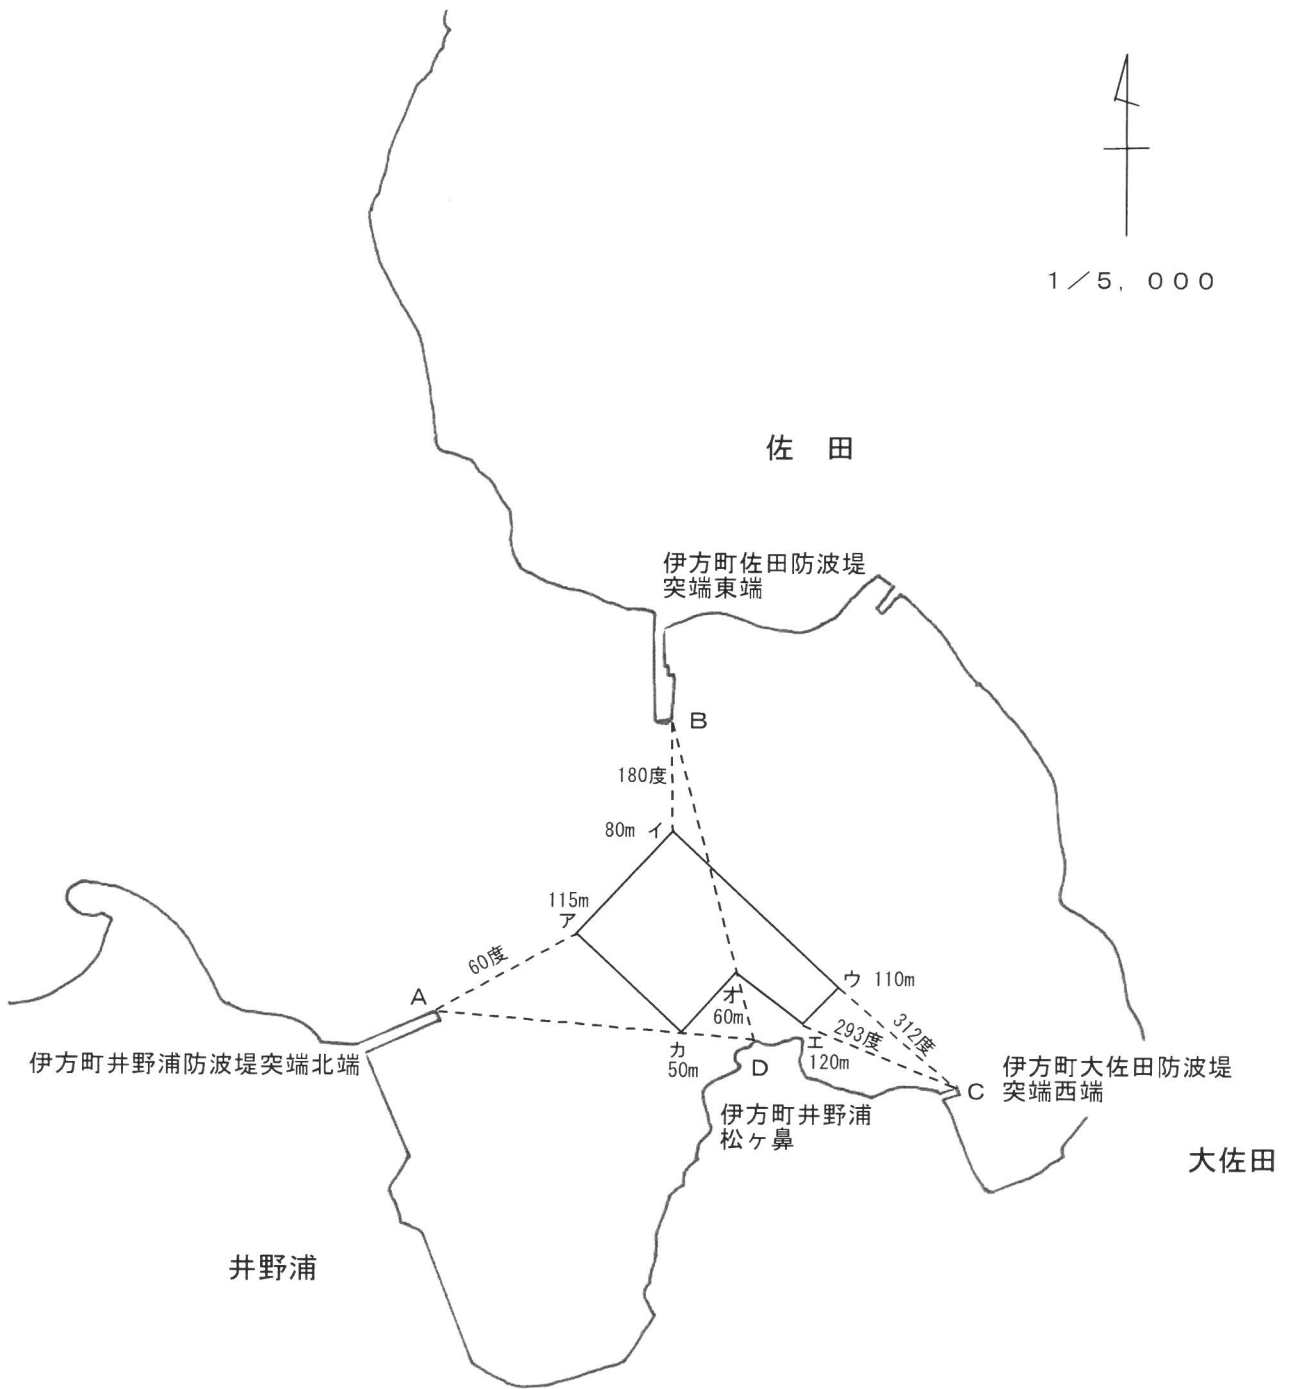 1／5，000
佐　田
伊方町佐田防波堤
突端東端
B
180度
80m イ
115m
ア
60度
A
ウ 110m
オ
60m
312度
293度
エ
120m
カ
50m
D
C
伊方町井野浦防波堤突端北端
伊方町大佐田防波堤
突端西端
伊方町井野浦
松ヶ鼻
大佐田
井野浦